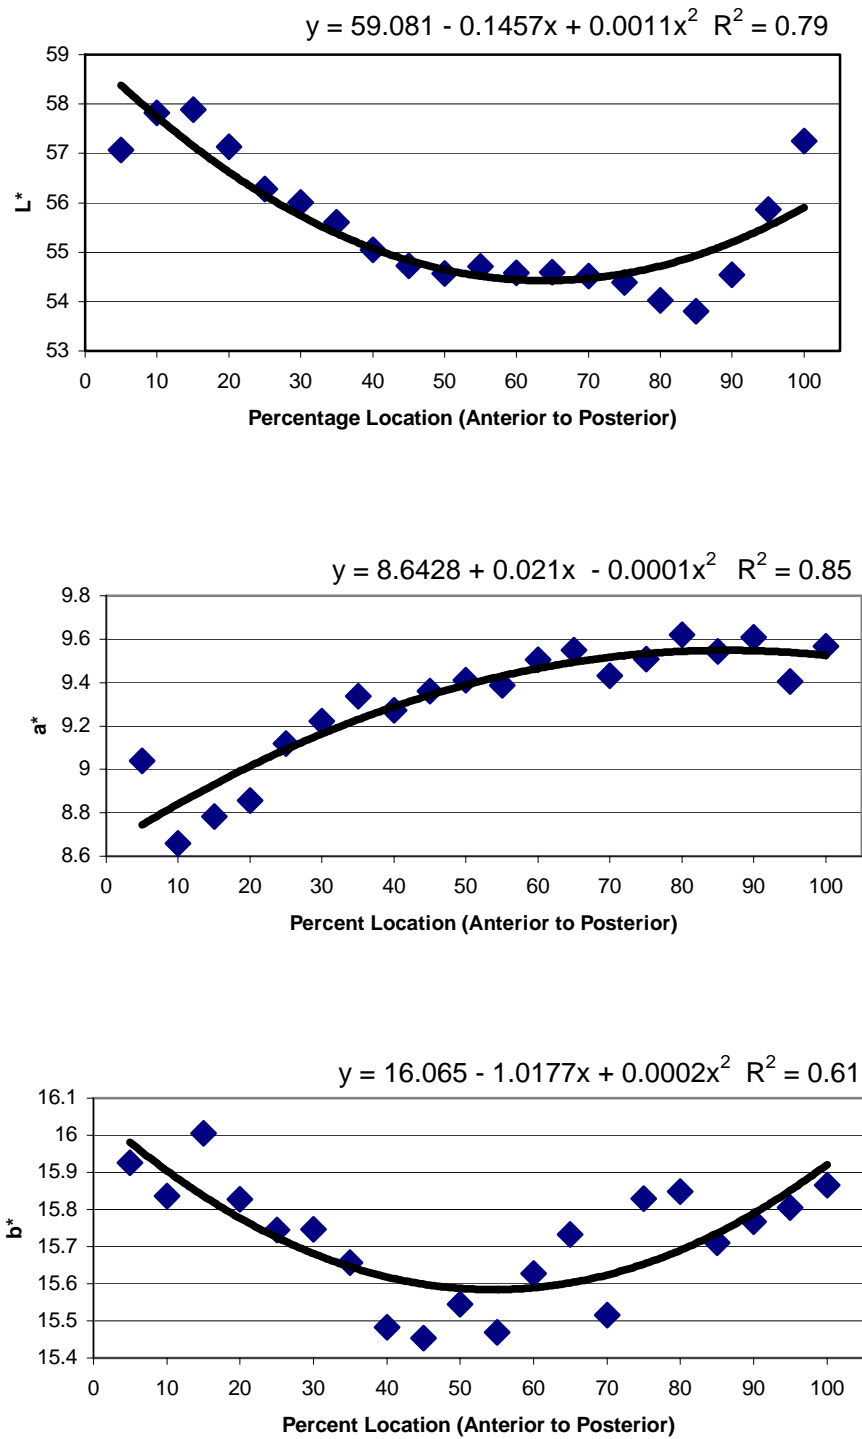 y = 59.081 - 0.1457x + 0.0011x² R² = 0.79
59
58
57
56
55
54
53
L*
0 10 20 30 40 50 60 70 80 90 100
Percentage Location (Anterior to Posterior)
y = 8.6428 + 0.021x - 0.0001x² R² = 0.85
9.8
9.6
9.4
9.2
9
8.8
8.6
a*
0 10 20 30 40 50 60 70 80 90 100
Percent Location (Anterior to Posterior)
y = 16.065 - 1.0177x + 0.0002x² R² = 0.61
16.1
16
15.9
15.8
15.7
15.6
15.5
15.4
b*
0 10 20 30 40 50 60 70 80 90 100
Percent Location (Anterior to Posterior)